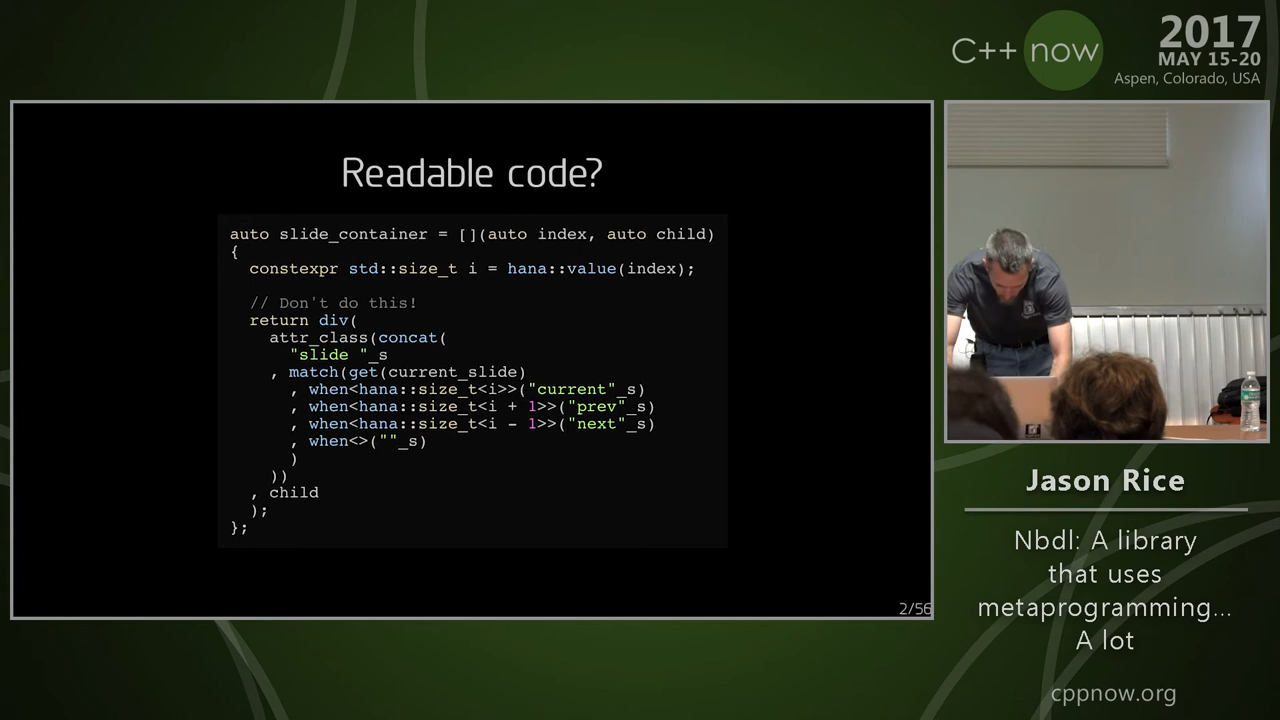 C++ now
2017
MAY 15-20
Aspen, Colorado, USA
Readable code?
auto slide_container = [](auto index, auto child)
{
  constexpr std::size_t i = hana::value(index);

  // Don't do this!
  return div(
    attr_class(concat(
      "slide "_s
    , match(get(current_slide)
      , when<hana::size_t<i>>("current"_s)
      , when<hana::size_t<i + 1>>("prev"_s)
      , when<hana::size_t<i - 1>>("next"_s)
      , when<>(""_s)
      )
    ))
  , child
  );
};
2/56
Jason Rice
Nbdl: A library
that uses
metaprogramming...
A lot
cppnow.org